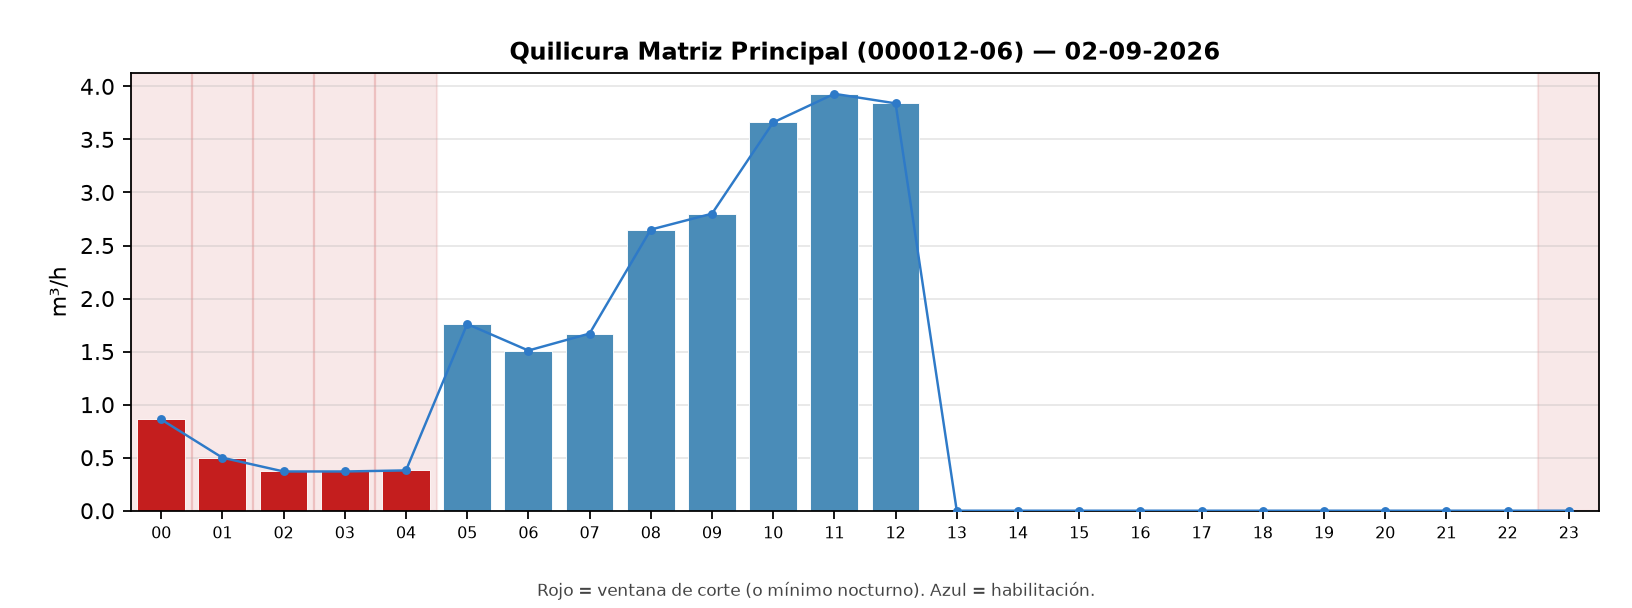 Quilicura Matriz Principal (000012-06) — 02-09-2026
m³/h
4.0
3.5
3.0
2.5
2.0
1.5
1.0
0.5
0.0
00 01 02 03 04 05 06 07 08 09 10 11 12 13 14 15 16 17 18 19 20 21 22 23
Rojo = ventana de corte (o mínimo nocturno). Azul = habilitación.